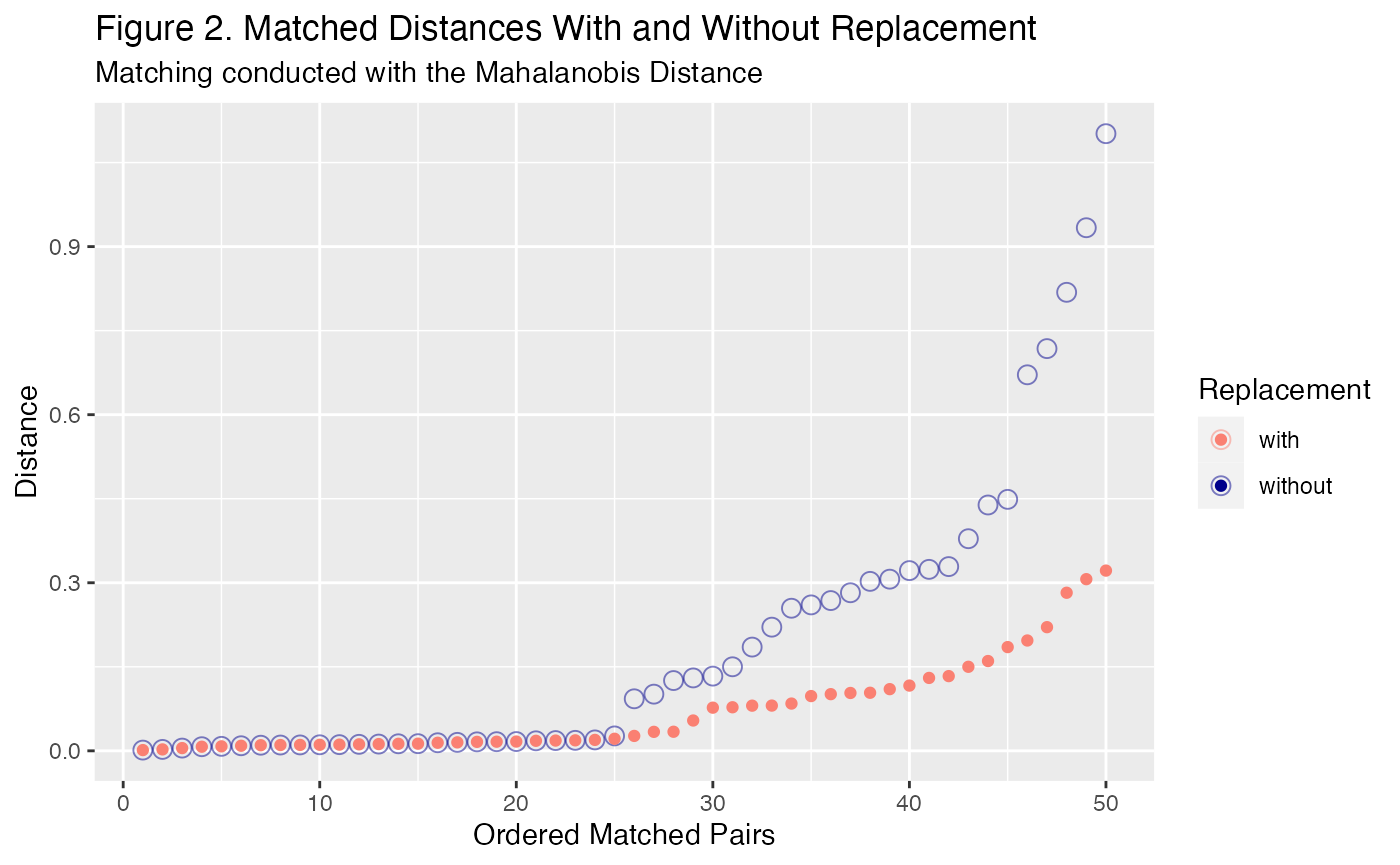 Figure 2. Matched Distances With and Without Replacement
Matching conducted with the Mahalanobis Distance
Distance
0.9
0.6
0.3
0.0
0 10 20 30 40 50
Ordered Matched Pairs
Replacement
with
without